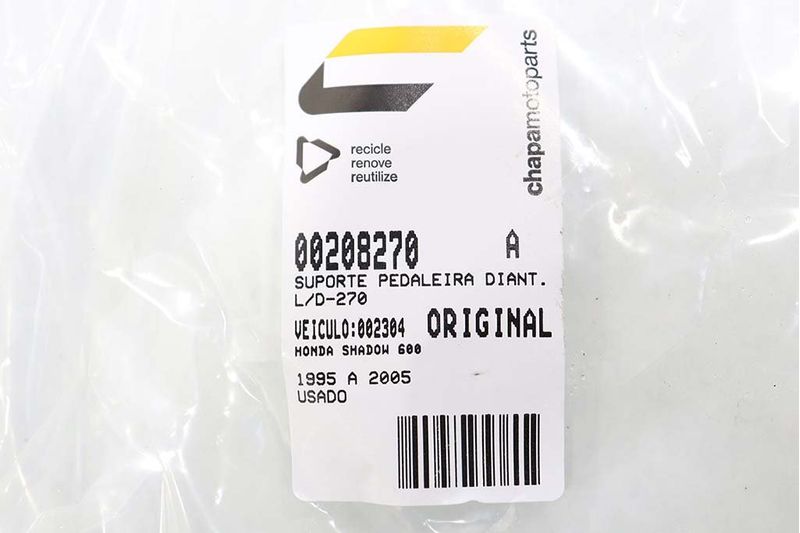 chapamotoparts
recicle
renove
reutilize
00208270 A
SUPORTE PEDALEIRA DIANT.
L/D-270
VEICULO:002304 ORIGINAL
HONDA SHADOW 600
1995 A 2005
USADO